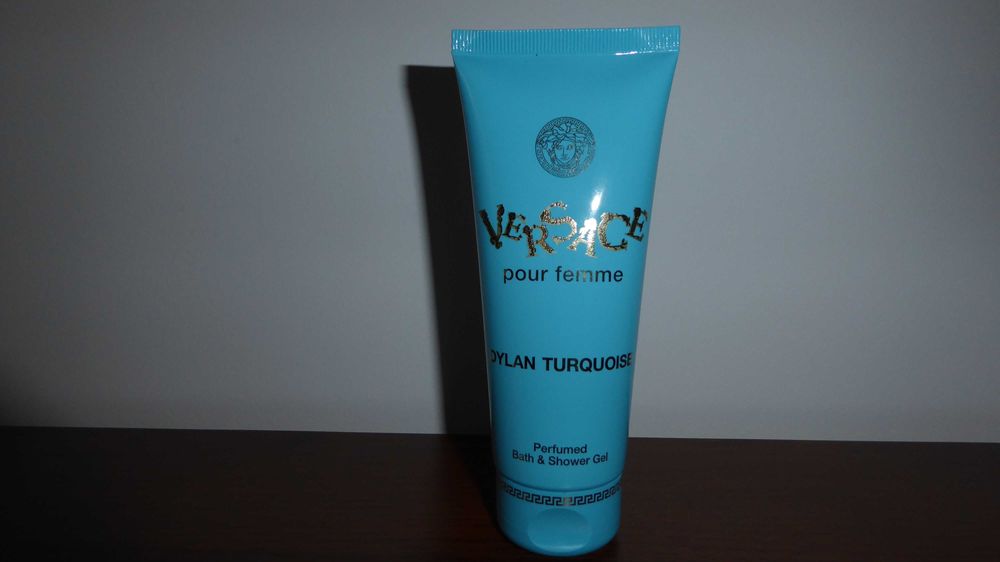 VERSACE
pour femme
DYLAN TURQUOISE
Perfumed
Bath & Shower Gel